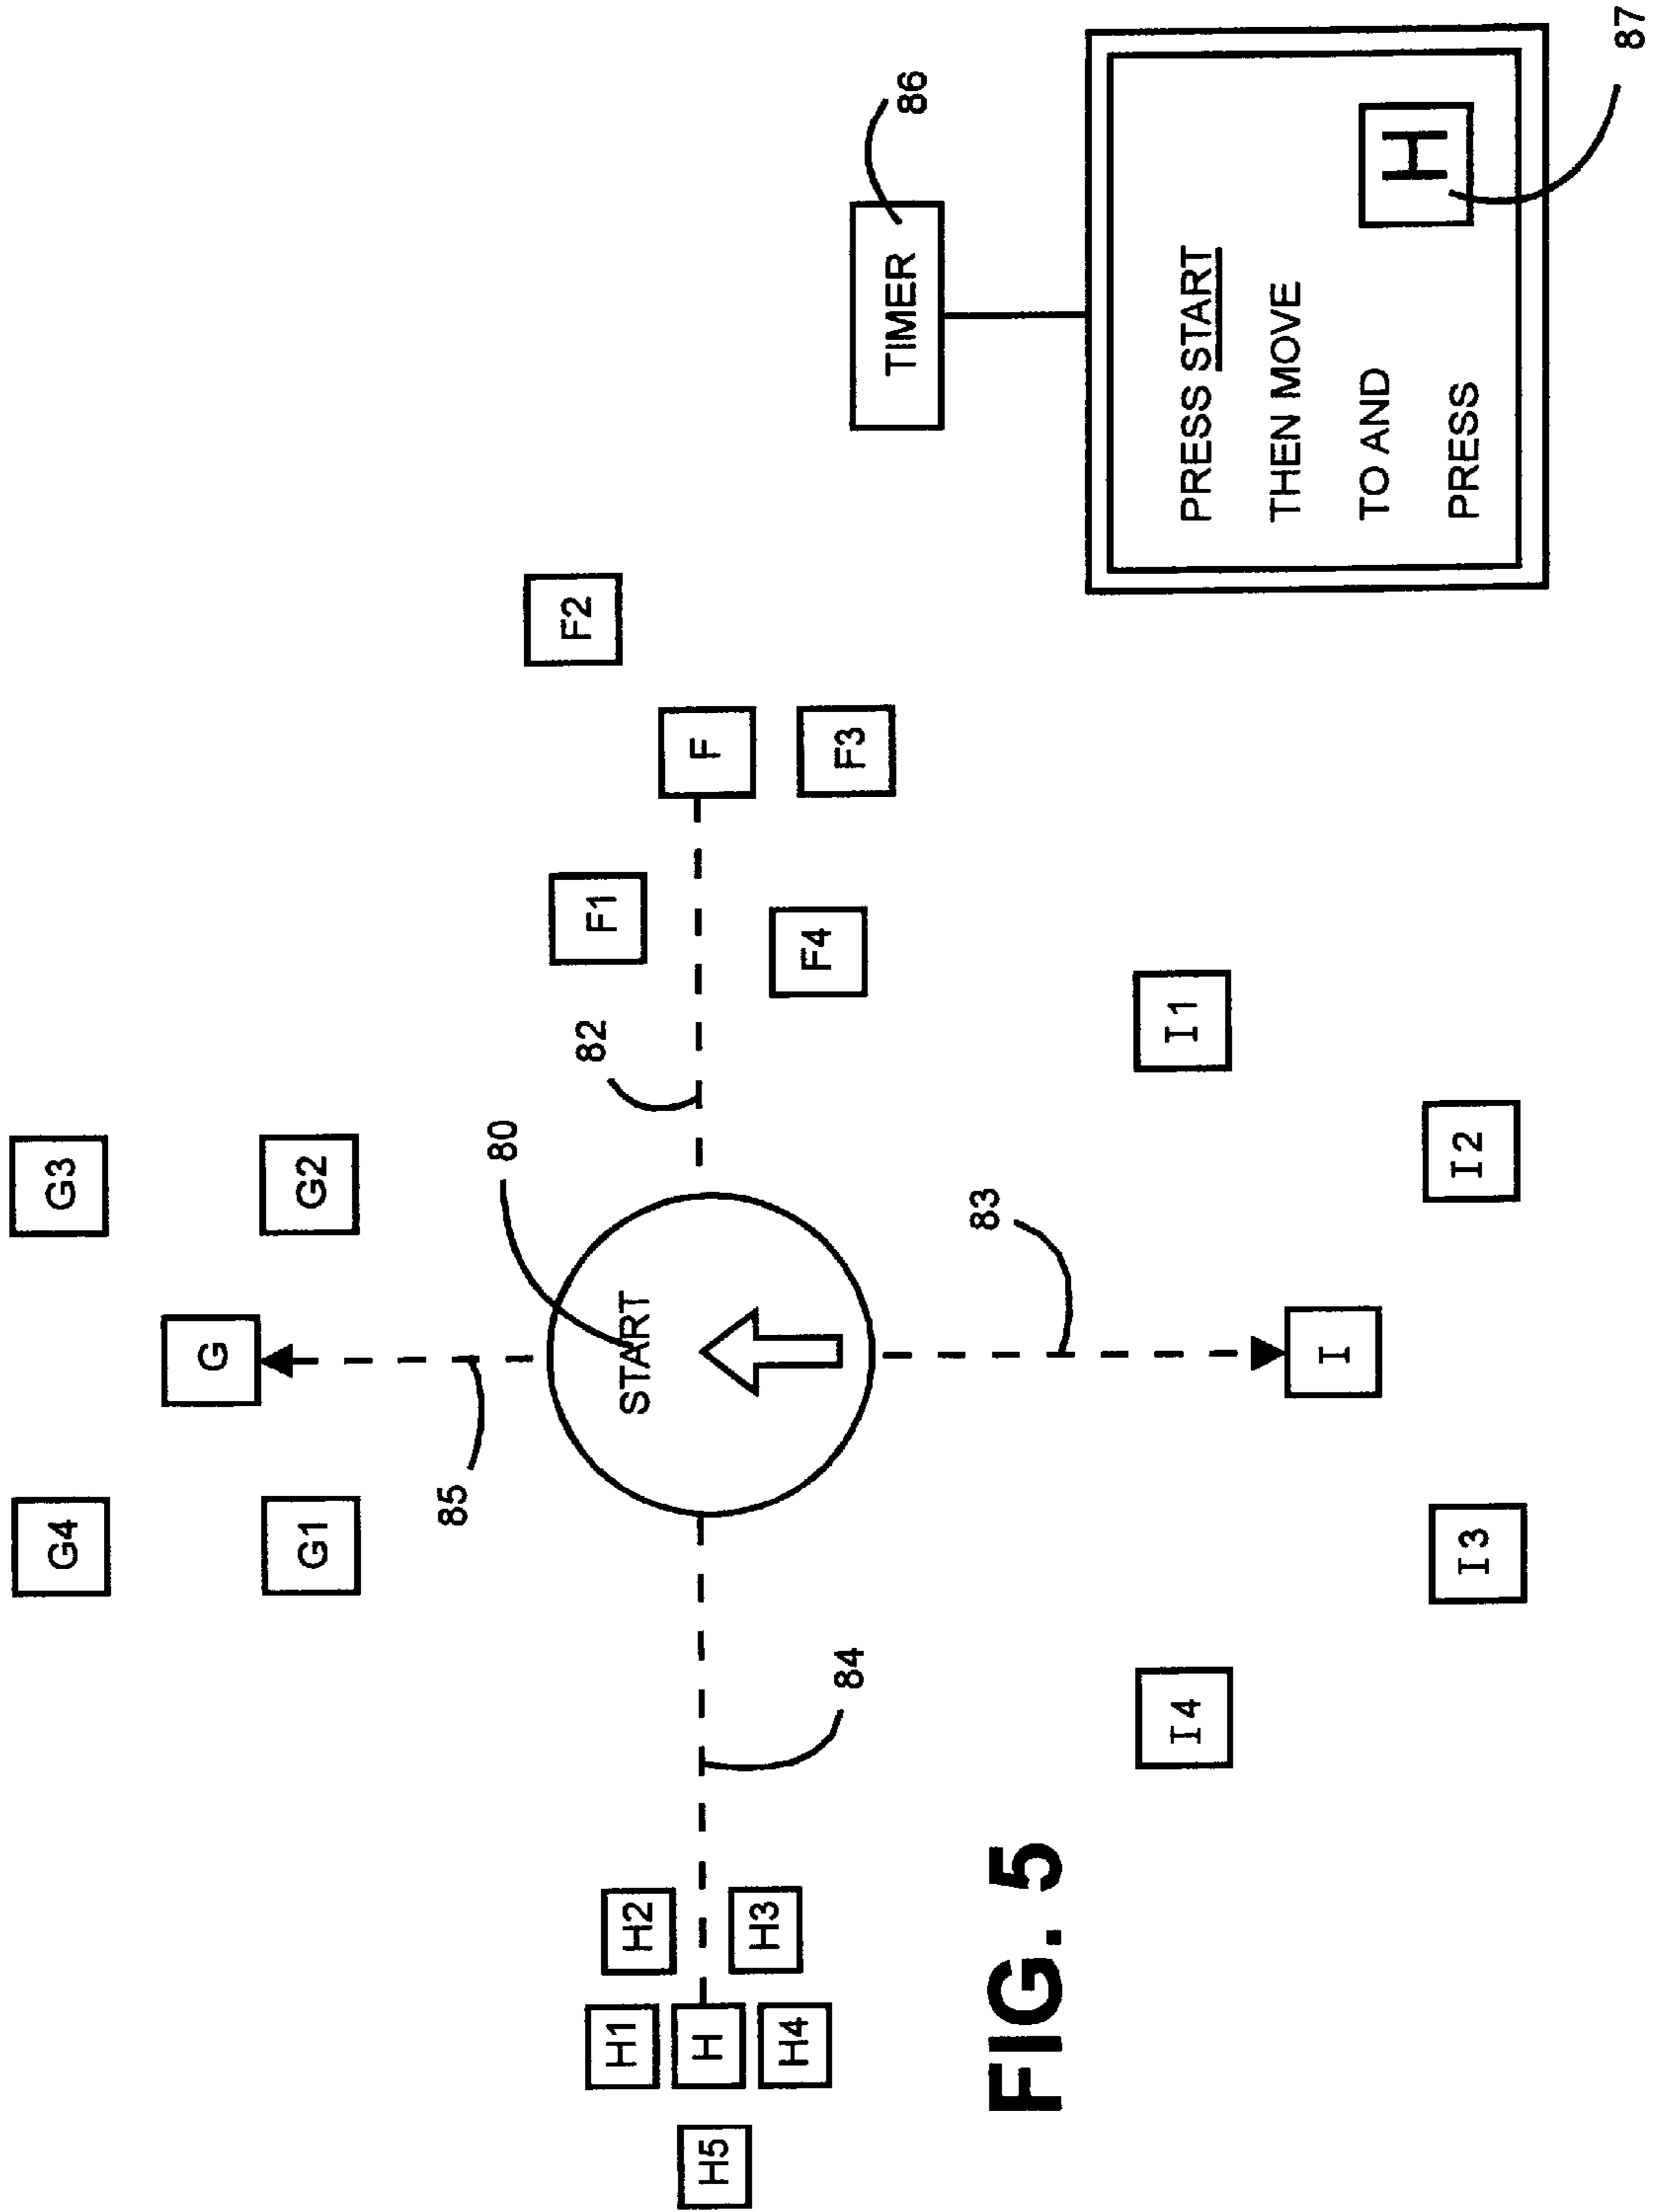 G4
G3
G
G1
G2
85
80
F2
82
F1
H1
H2
START
H5
H
F
H3
H4
F4
F3
84
TIMER
86
83
I4
I1
I
I3
I2
PRESS START
THEN MOVE
TO AND
PRESS H
87
FIG. 5